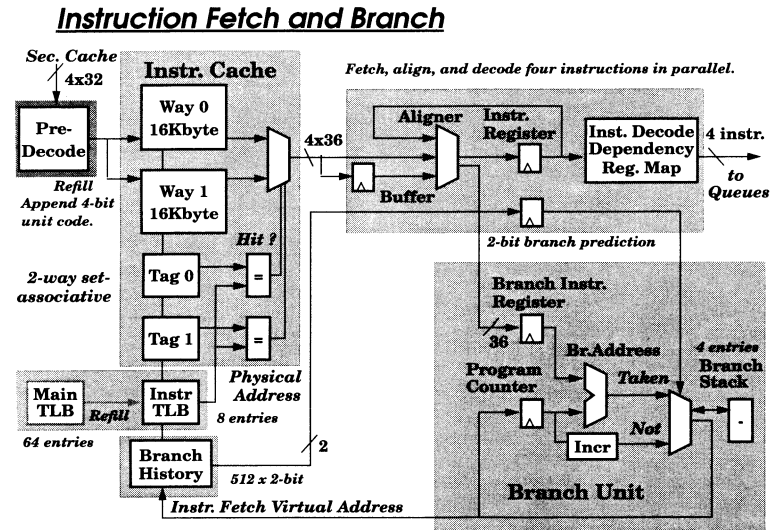 Instruction Fetch and Branch
Sec. Cache
4x32
Instr. Cache
Fetch, align, and decode four instructions in parallel.
Pre-
Decode
Way 0
16Kbyte
Way 1
16Kbyte
4x36
Aligner
Instr.
Register
Inst. Decode
Dependency
Reg. Map
4 instr.
to
Queues
Refill
Append 4-bit
unit code.
Buffer
Hit ?
2-bit branch prediction
2-way set-
associative
Tag 0
=
Tag 1
=
Branch Instr.
Register
36
Br.Address
4 entries
Branch
Stack
-
Physical
Address
Program
Counter
Taken
Main
TLB
Refill
Instr
TLB
8 entries
64 entries
Not
Incr
2
Branch
History
512 x 2-bit
Branch Unit
Instr. Fetch Virtual Address